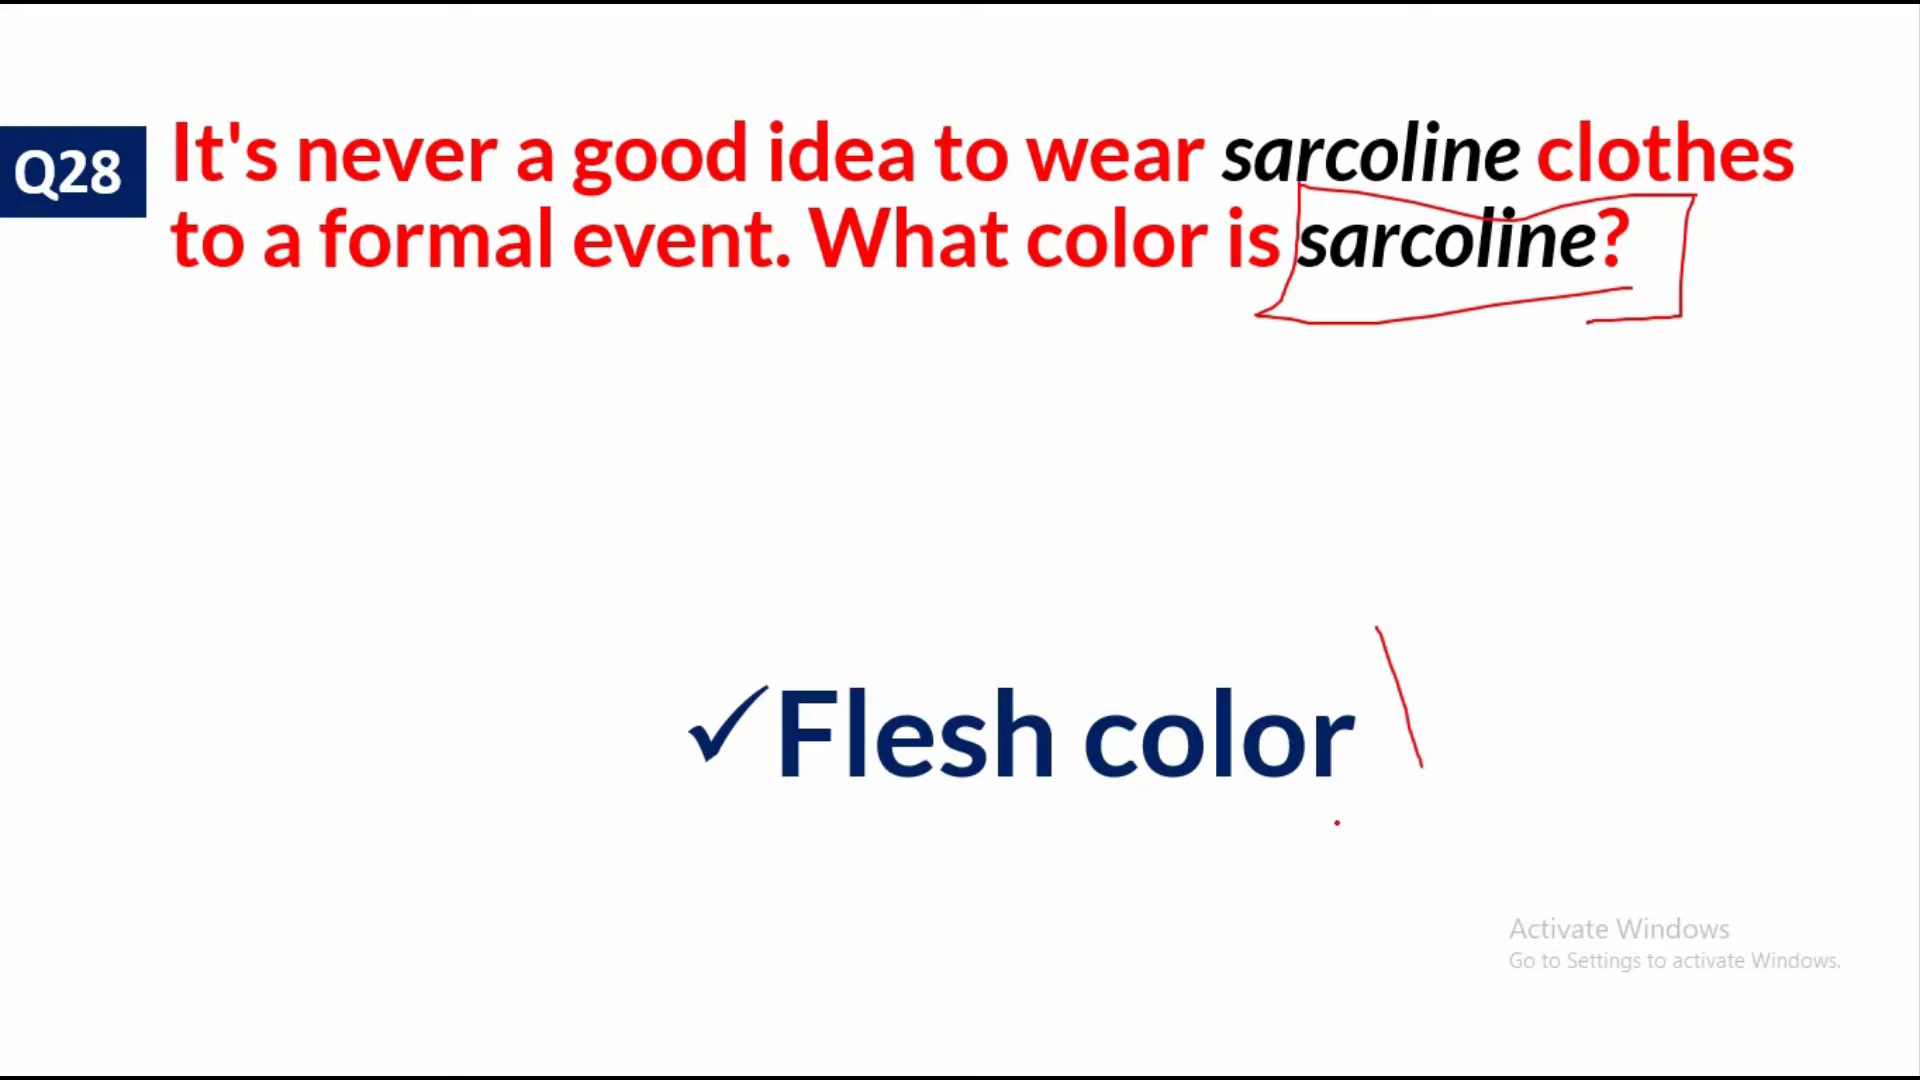 Q28
It's never a good idea to wear sarcoline clothes
to a formal event. What color is sarcoline?
✓Flesh color
Activate Windows
Go to Settings to activate Windows.